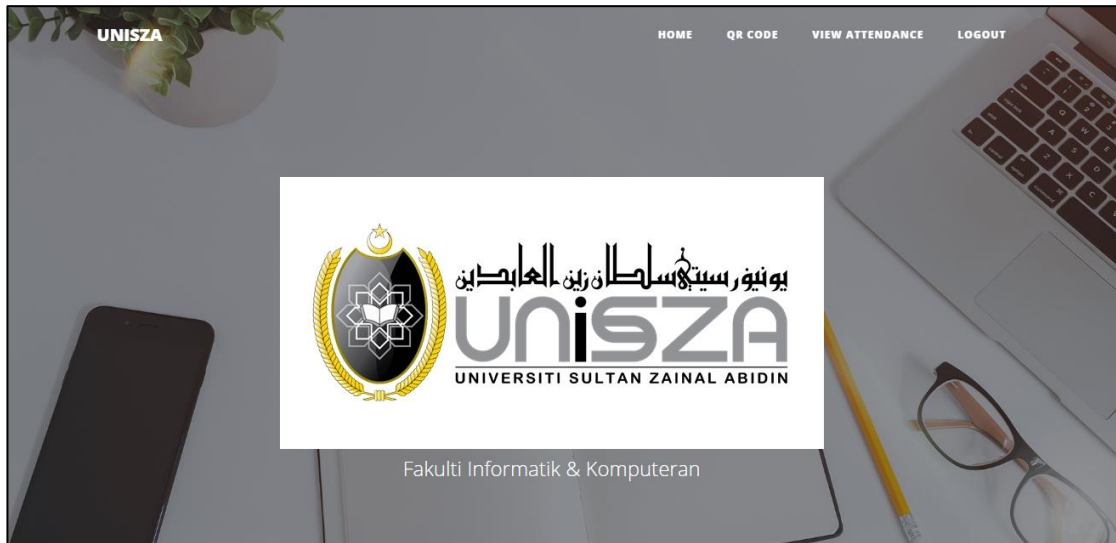 UNISZA
HOME QR CODE VIEW ATTENDANCE LOGOUT
يونيۏرسيتي سلطان زين العابدين
UNiSZA
UNIVERSITI SULTAN ZAINAL ABIDIN
Fakulti Informatik & Komputeran